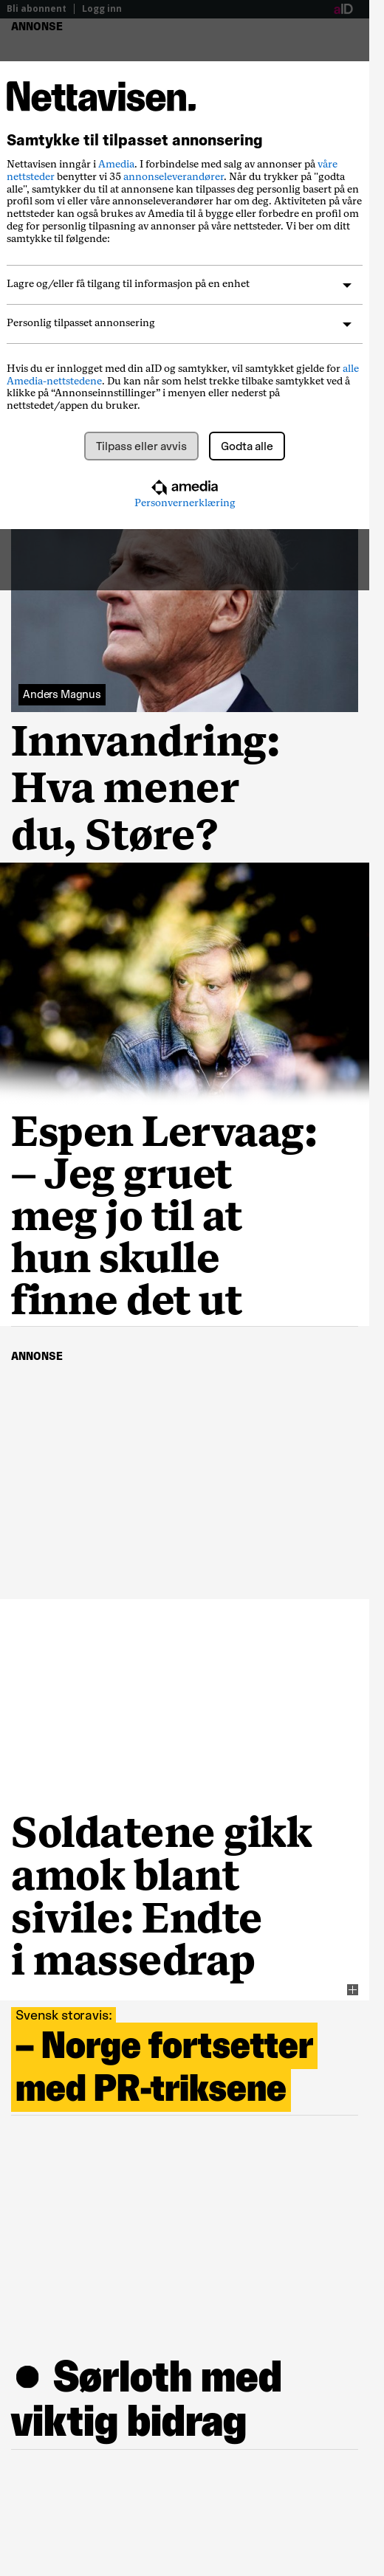 Bli abonnent | Logg inn
aID
ANNONSE
Nettavisen.
Samtykke til tilpasset annonsering
Nettavisen inngår i Amedia. I forbindelse med salg av annonser på våre
nettsteder benytter vi 35 annonseleverandører. Når du trykker på "godta
alle", samtykker du til at annonsene kan tilpasses deg personlig basert på en
profil som vi eller våre annonseleverandører har om deg. Aktiviteten på våre
nettsteder kan også brukes av Amedia til å bygge eller forbedre en profil om
deg for personlig tilpasning av annonser på våre nettsteder. Vi ber om ditt
samtykke til følgende:
Lagre og/eller få tilgang til informasjon på en enhet
Personlig tilpasset annonsering
Hvis du er innlogget med din aID og samtykker, vil samtykket gjelde for alle
Amedia-nettstedene. Du kan når som helst trekke tilbake samtykket ved å
klikke på “Annonseinnstillinger” i menyen eller nederst på
nettstedet/appen du bruker.
Tilpass eller avvis
Godta alle
amedia
Personvernerklæring
Anders Magnus
Innvandring:
Hva mener
du, Støre?
Espen Lervaag:
– Jeg gruet
meg jo til at
hun skulle
finne det ut
ANNONSE
Soldatene gikk
amok blant
sivile: Endte
i massedrap
Svensk storavis:
– Norge fortsetter
med PR-triksene
● Sørloth med
viktig bidrag